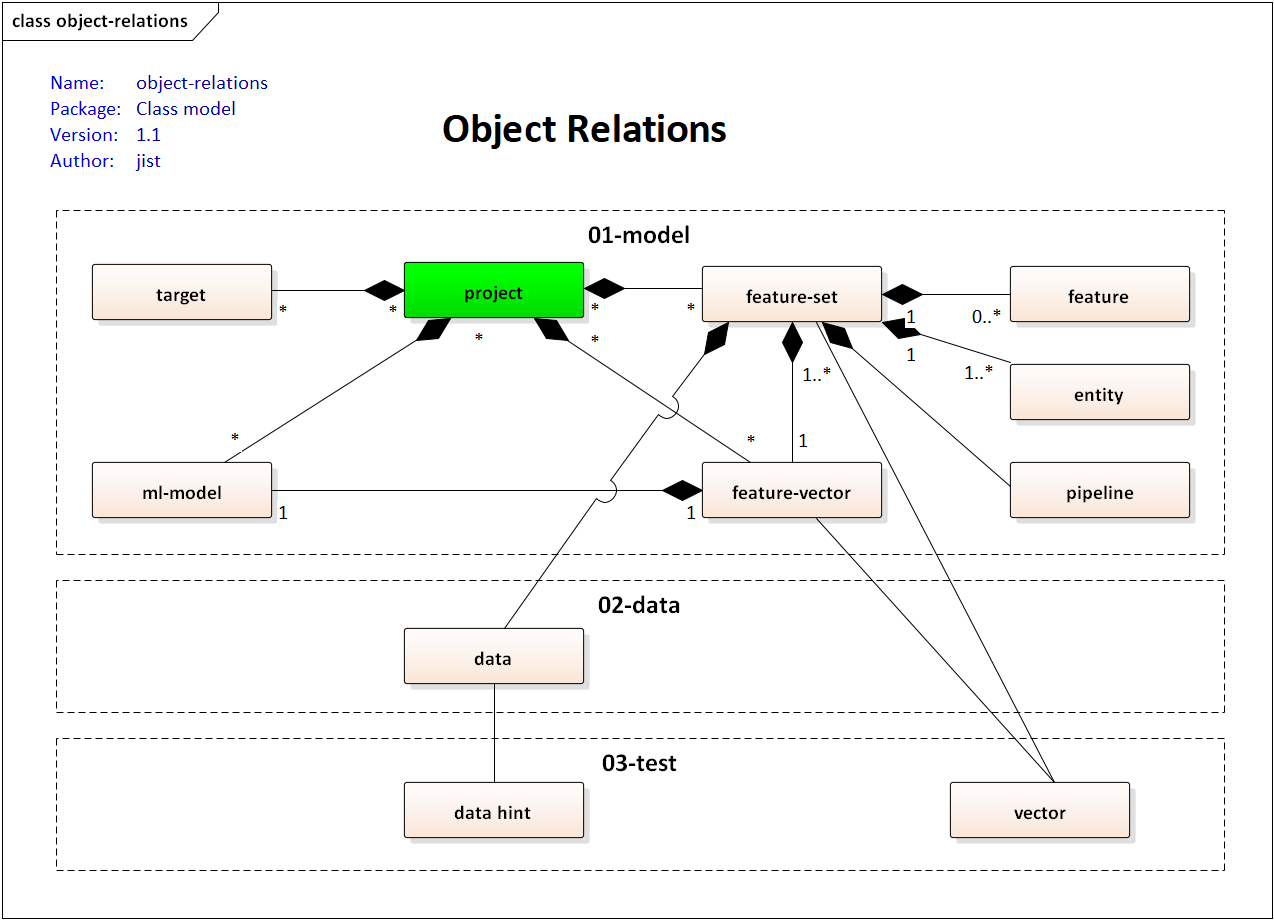 class object-relations
Name: object-relations
Package: Class model
Version: 1.1
Author: jist
Object Relations
01-model
target
project
feature-set
feature
* * * * 1 0..*
* * 1 1..*
entity
1..*
* * 1
ml-model
feature-vector
pipeline
1 1
02-data
data
03-test
data hint
vector